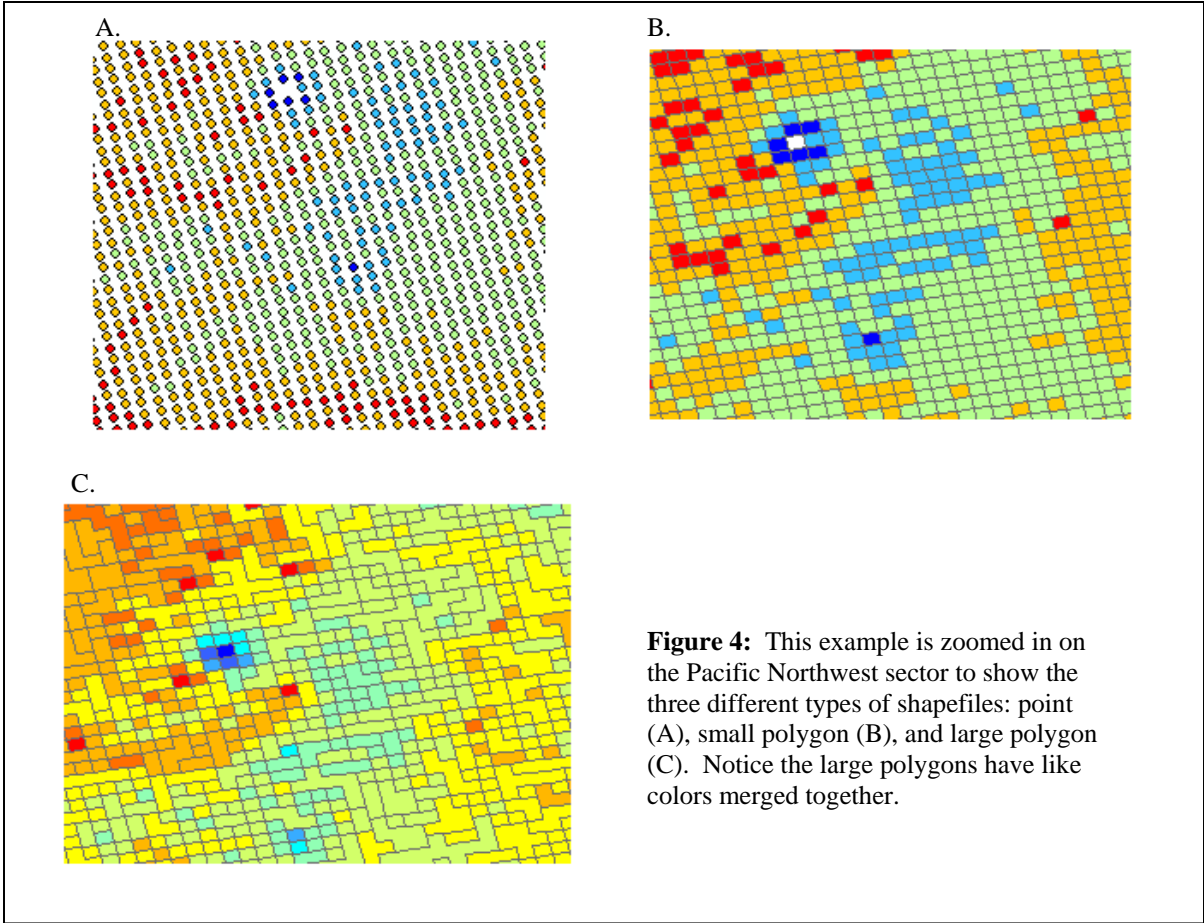 A.
B.
C.
Figure 4: This example is zoomed in on
the Pacific Northwest sector to show the
three different types of shapefiles: point
(A), small polygon (B), and large polygon
(C). Notice the large polygons have like
colors merged together.